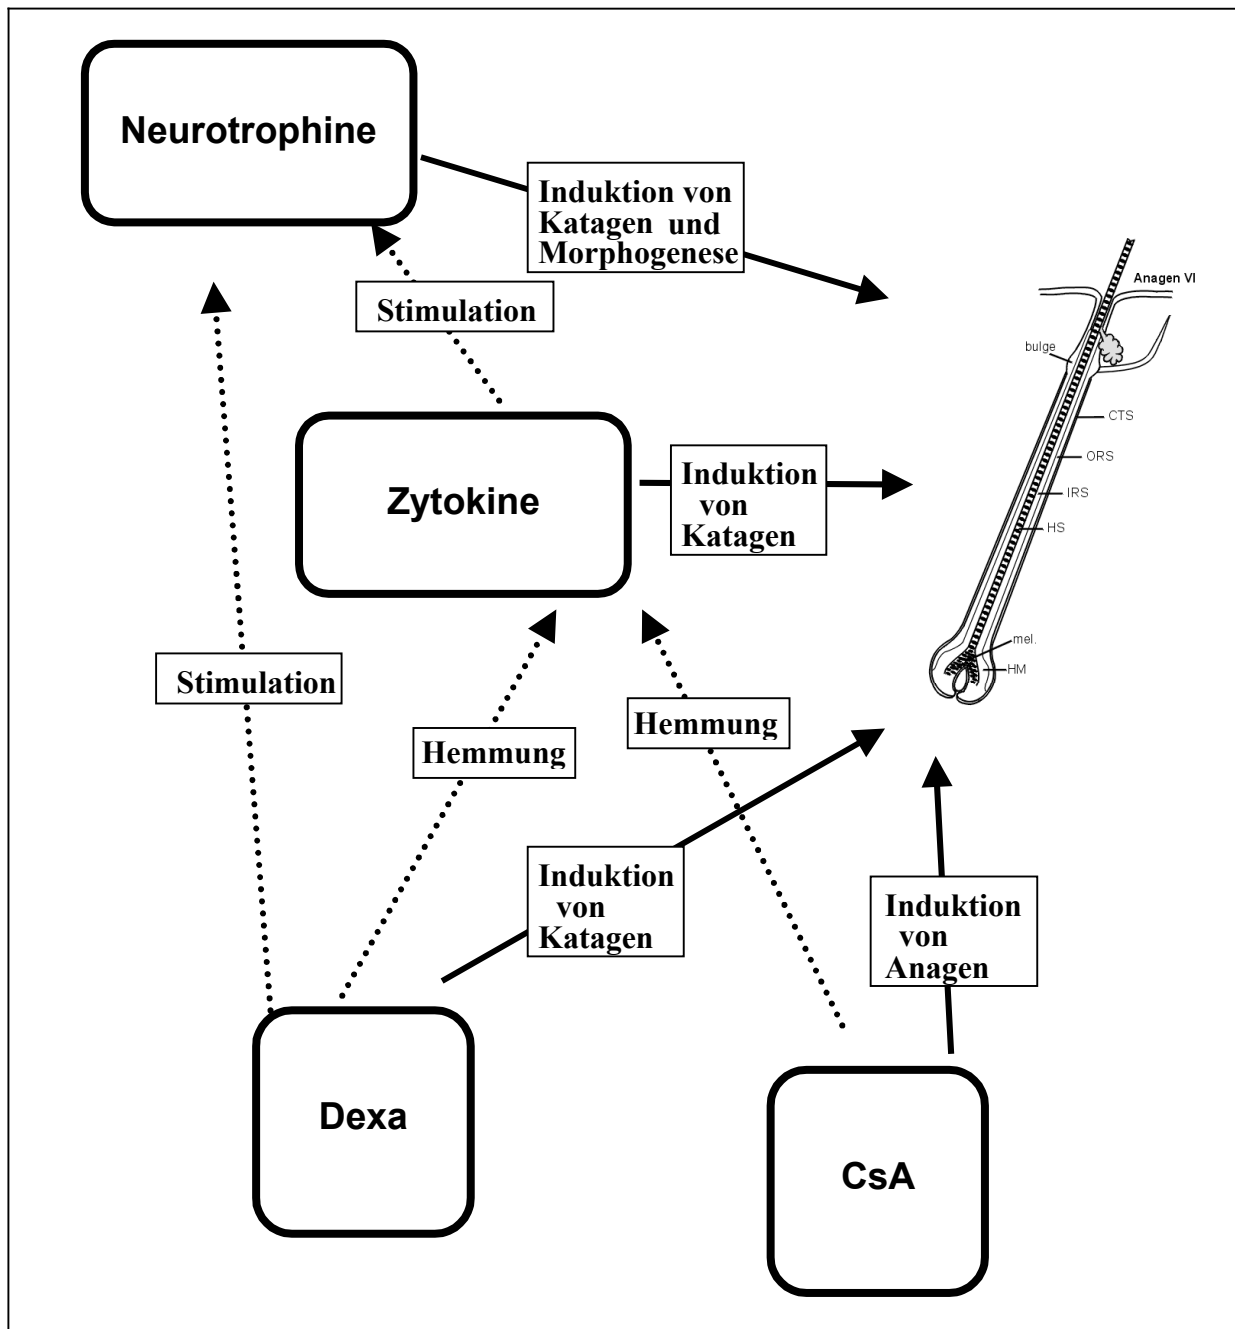 Neurotrophine
Induktion von
Katagen und
Morphogenese
Stimulation
Anagen VI
bulge
CTS
ORS
IRS
HS
mel.
HM
Zytokine
Induktion
von
Katagen
Stimulation
Hemmung
Hemmung
Induktion
von
Katagen
Induktion
von
Anagen
Dexa
CsA